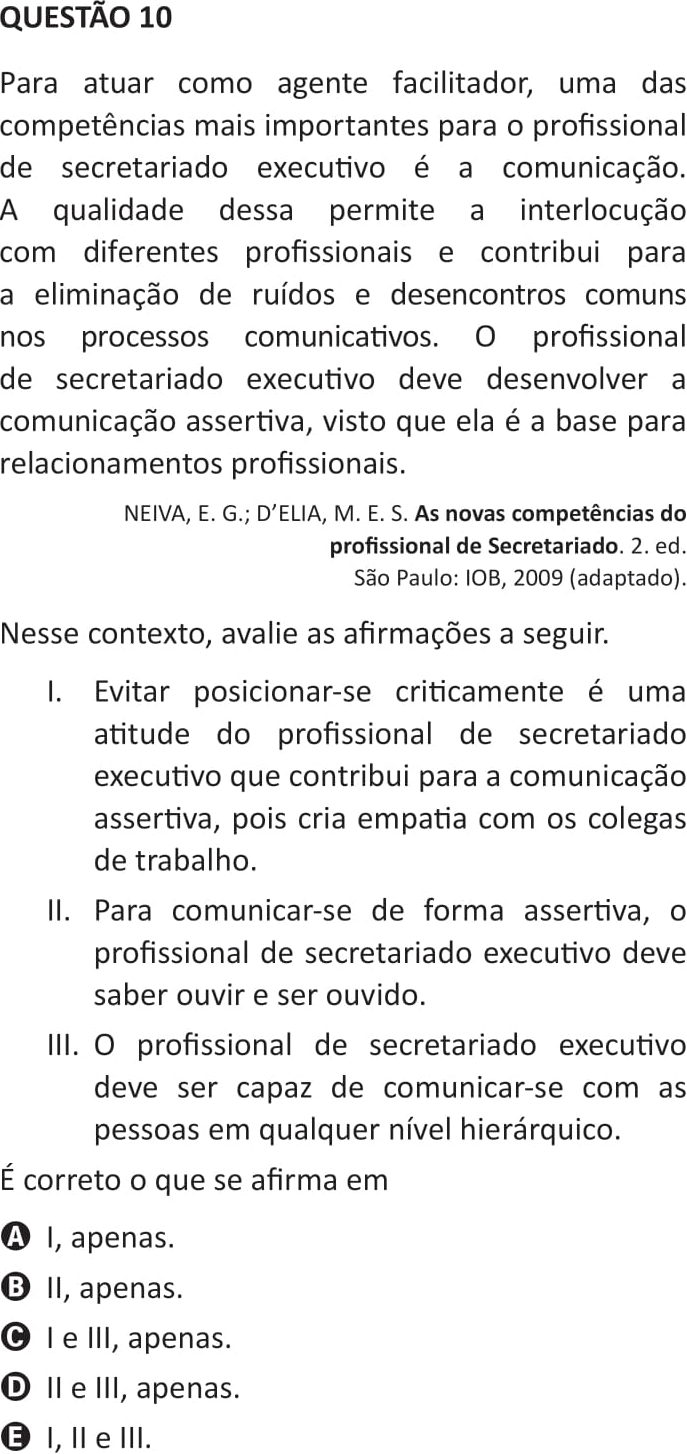 QUESTÃO 10
Para atuar como agente facilitador, uma das
competências mais importantes para o profissional
de secretariado executivo é a comunicação.
A qualidade dessa permite a interlocução
com diferentes profissionais e contribui para
a eliminação de ruídos e desencontros comuns
nos processos comunicativos. O profissional
de secretariado executivo deve desenvolver a
comunicação assertiva, visto que ela é a base para
relacionamentos profissionais.
NEIVA, E. G.; D’ELIA, M. E. S. As novas competências do
profissional de Secretariado. 2. ed.
São Paulo: IOB, 2009 (adaptado).
Nesse contexto, avalie as afirmações a seguir.
I. Evitar posicionar-se criticamente é uma
atitude do profissional de secretariado
executivo que contribui para a comunicação
assertiva, pois cria empatia com os colegas
de trabalho.
II. Para comunicar-se de forma assertiva, o
profissional de secretariado executivo deve
saber ouvir e ser ouvido.
III. O profissional de secretariado executivo
deve ser capaz de comunicar-se com as
pessoas em qualquer nível hierárquico.
É correto o que se afirma em
A I, apenas.
B II, apenas.
C I e III, apenas.
D II e III, apenas.
E I, II e III.